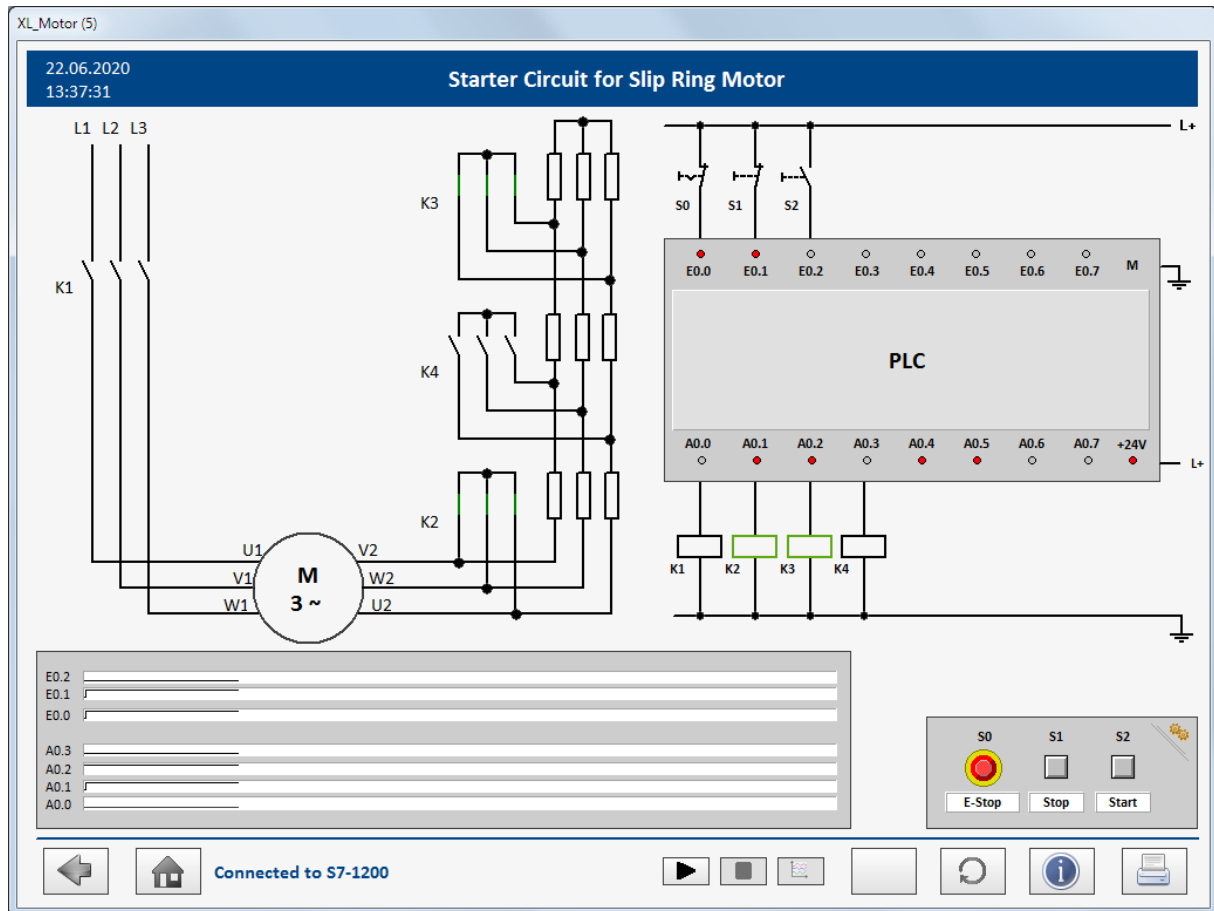 XL_Motor (5)
22.06.2020
13:37:31
Starter Circuit for Slip Ring Motor
L1 L2 L3
L+
K3
S0 S1 S2
E0.0 E0.1 E0.2 E0.3 E0.4 E0.5 E0.6 E0.7 M
K1
PLC
K4
A0.0 A0.1 A0.2 A0.3 A0.4 A0.5 A0.6 A0.7 +24V
L+
K2
K1 K2 K3 K4
U1 V2
V1 M W2
W1 3 ~ U2
E0.2
E0.1
E0.0
A0.3
A0.2
A0.1
A0.0
S0 S1 S2
E-Stop Stop Start
Connected to S7-1200
i